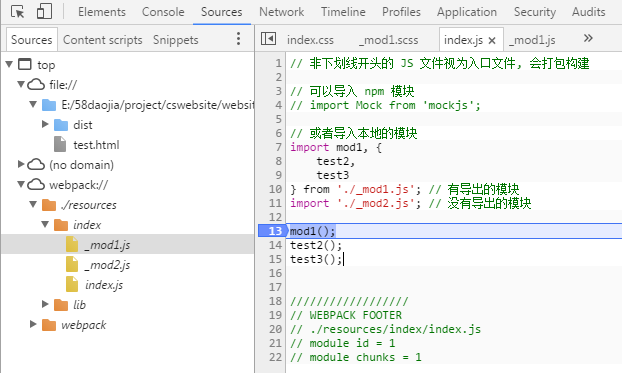 Elements Console Sources Network Timeline Profiles Application Security Audits
Sources Content scripts Snippets
index.css _mod1.scss index.js × _mod1.js »
top
file://
E:/58daojia/project/cswebsite/websit
dist
test.html
(no domain)
webpack://
./resources
index
_mod1.js
_mod2.js
index.js
lib
webpack
1 // 非下划线开头的 JS 文件视为入口文件, 会打包构建
2
3 // 可以导入 npm 模块
4 // import Mock from 'mockjs';
5
6 // 或者导入本地的模块
7 import mod1, {
8 test2,
9 test3
10 } from './_mod1.js'; // 有导出的模块
11 import './_mod2.js'; // 没有导出的模块
12
13 mod1();
14 test2();
15 test3();
16
17
18 //////////////////
19 // WEBPACK FOOTER
20 // ./resources/index/index.js
21 // module id = 1
22 // module chunks = 1